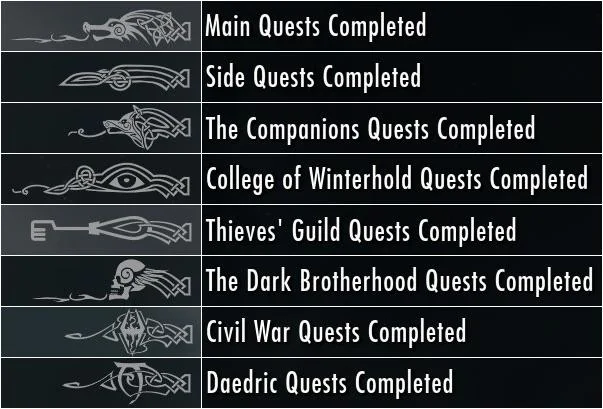 Main Quests Completed
Side Quests Completed
The Companions Quests Completed
College of Winterhold Quests Completed
Thieves' Guild Quests Completed
The Dark Brotherhood Quests Completed
Civil War Quests Completed
Daedric Quests Completed